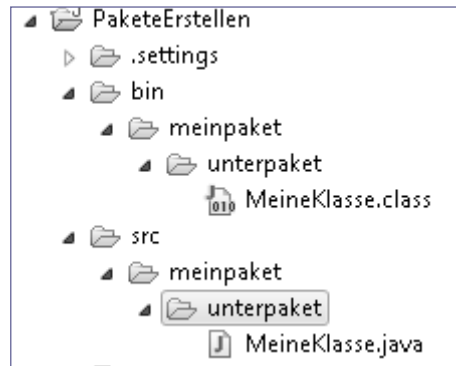 PaketeErstellen
.settings
bin
meinpaket
unterpaket
MeineKlasse.class
src
meinpaket
unterpaket
MeineKlasse.java